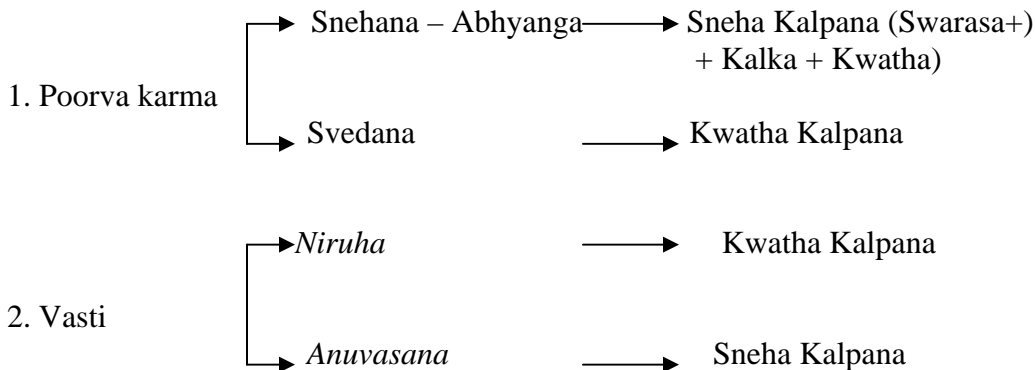 Snehana – Abhyanga Sneha Kalpana (Swarasa+)
+ Kalka + Kwatha)
1. Poorva karma
Svedana Kwatha Kalpana
Niruha Kwatha Kalpana
2. Vasti
Anuvasana Sneha Kalpana